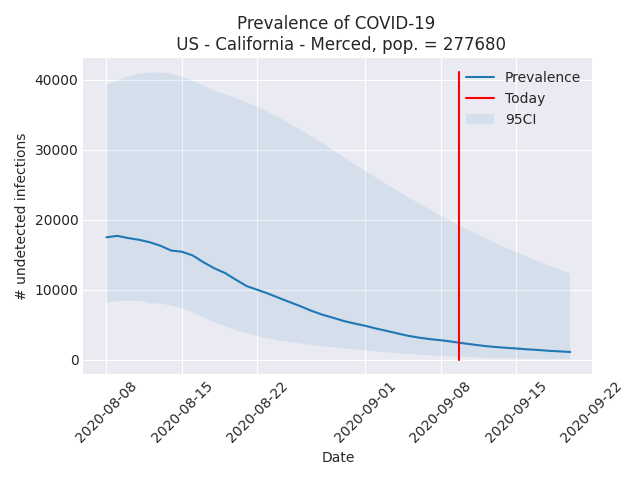 Prevalence of COVID-19
US - California - Merced, pop. = 277680
Prevalence
Today
95CI
# undetected infections
40000
30000
20000
10000
0
2020-08-08
2020-08-15
2020-08-22
2020-09-01
2020-09-08
2020-09-15
2020-09-22
Date